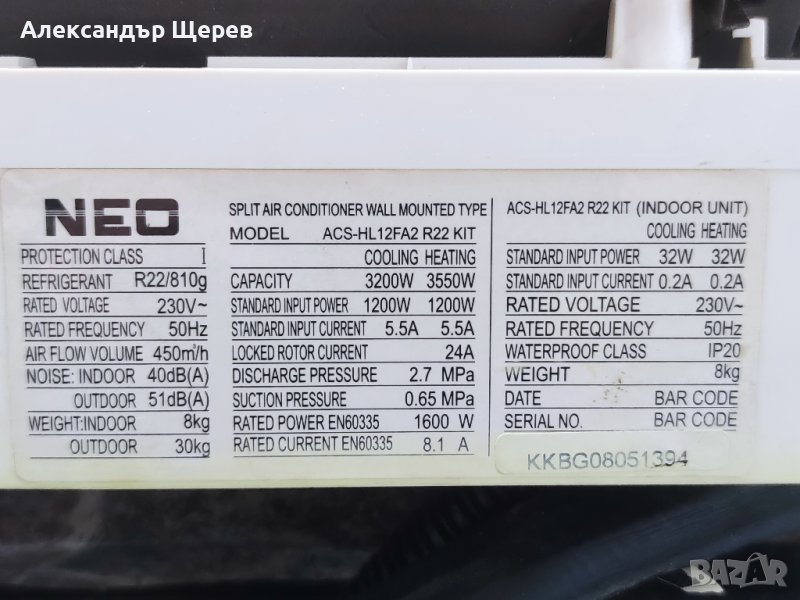 Александър Щерев
NEO
PROTECTION CLASS I
REFRIGERANT R22/810g
RATED VOLTAGE 230V~
RATED FREQUENCY 50Hz
AIR FLOW VOLUME 450m³/h
NOISE: INDOOR 40dB(A)
OUTDOOR 51dB(A)
WEIGHT:INDOOR 8kg
OUTDOOR 30kg
SPLIT AIR CONDITIONER WALL MOUNTED TYPE
MODEL ACS-HL12FA2 R22 KIT
COOLING HEATING
CAPACITY 3200W 3550W
STANDARD INPUT POWER 1200W 1200W
STANDARD INPUT CURRENT 5.5A 5.5A
LOCKED ROTOR CURRENT 24A
DISCHARGE PRESSURE 2.7 MPa
SUCTION PRESSURE 0.65 MPa
RATED POWER EN60335 1600 W
RATED CURRENT EN60335 8.1 A
ACS-HL12FA2 R22 KIT (INDOOR UNIT)
COOLING HEATING
STANDARD INPUT POWER 32W 32W
STANDARD INPUT CURRENT 0.2A 0.2A
RATED VOLTAGE 230V~
RATED FREQUENCY 50Hz
WATERPROOF CLASS IP20
WEIGHT 8kg
DATE BAR CODE
SERIAL NO. BAR CODE
KKBG08051394
BAZAR